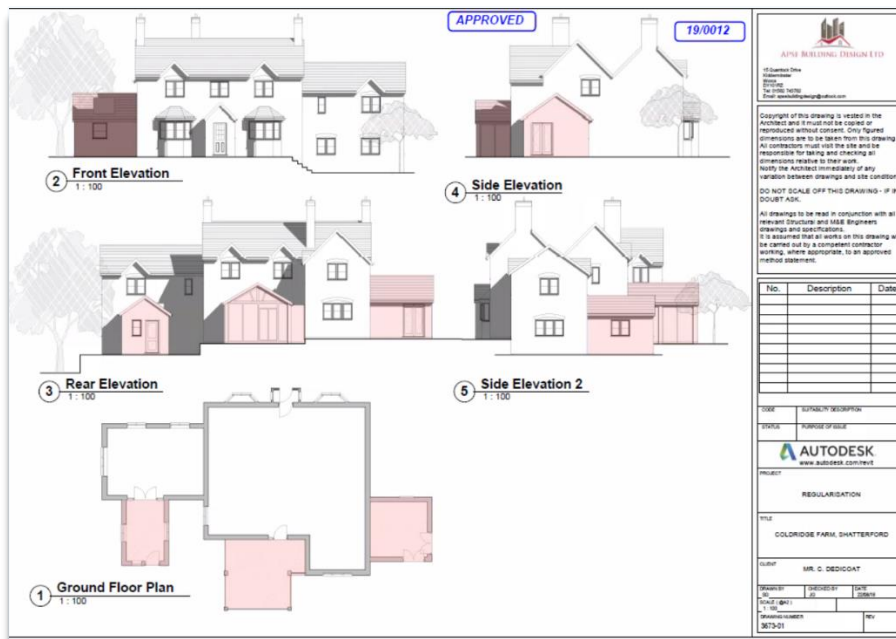 APPROVED
19/0012
2 Front Elevation
1 : 100
4 Side Elevation
1 : 100
3 Rear Elevation
1 : 100
5 Side Elevation 2
1 : 100
1 Ground Floor Plan
1 : 100
APSE BUILDING DESIGN LTD
Kidderminster
Copyright of this drawing is vested in the
Architect and it must not be copied or
reproduced without consent. Only figured
dimensions are to be taken from this drawing
All contractors must visit the site and be
responsible for taking and checking all
dimensions relative to their work.
Notify the Architect immediately of any
variation between drawings and site condition
DO NOT SCALE OFF THIS DRAWING - IF IN
DOUBT ASK.
All drawings to be read in conjunction with all
relevant Structural and M&E Engineers
drawings and specifications.
It is assumed that all works on this drawing w
be carried out by a competent contractor
working, where appropriate, to an approved
method statement.
No. Description Date
CODE SUITABILITY DESCRIPTION
STATUS PURPOSE OF ISSUE
AUTODESK
www.autodesk.com/revit
PROJECT
REGULARISATION
TITLE
COLDRIDGE FARM, SHATTERFORD
CLIENT
MR. C. DEDICOAT
DRAWN BY CHECKED BY DATE
SCALE (@A2)
1 : 100
DRAWING NUMBER REV
3673-01